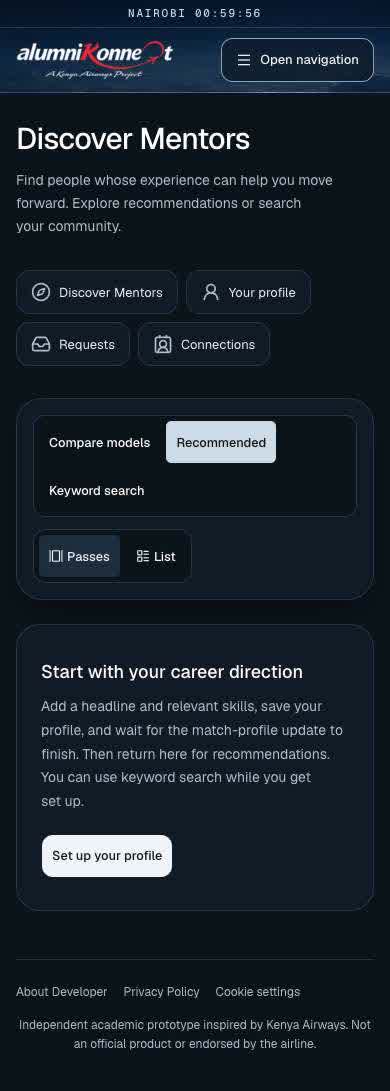 NAIROBI 00:59:56
alumniKonnect
A Kenya Airways Project
Open navigation
Discover Mentors
Find people whose experience can help you move
forward. Explore recommendations or search
your community.
Discover Mentors
Your profile
Requests
Connections
Compare models
Recommended
Keyword search
Passes
List
Start with your career direction
Add a headline and relevant skills, save your
profile, and wait for the match-profile update to
finish. Then return here for recommendations.
You can use keyword search while you get
set up.
Set up your profile
About Developer
Privacy Policy
Cookie settings
Independent academic prototype inspired by Kenya Airways. Not
an official product or endorsed by the airline.